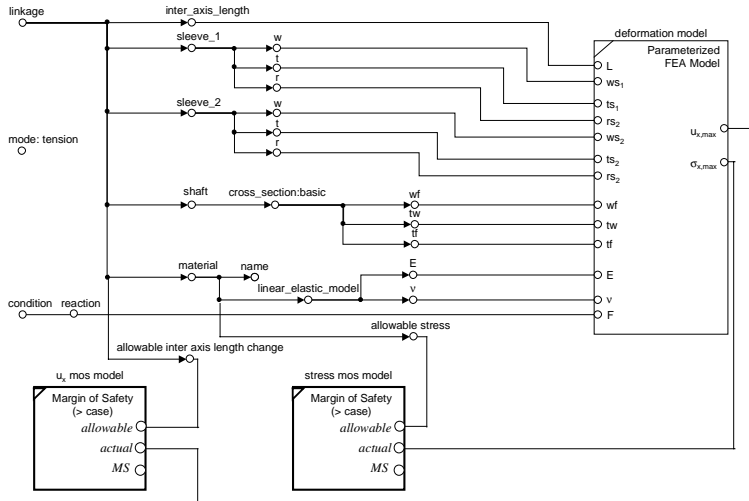 linkage
inter_axis_length
deformation model
sleeve_1
w
t
r
Parameterized
FEA Model
L
ws1
ts1
rs2
sleeve_2
w
t
r
ws2
ts2
rs2
ux,max
σx,max
mode: tension
shaft
cross_section:basic
wf
tw
tf
wf
tw
tf
material
name
linear_elastic_model
E
ν
E
ν
F
condition
reaction
allowable stress
allowable inter axis length change
ux mos model
Margin of Safety
(> case)
allowable
actual
MS
stress mos model
Margin of Safety
(> case)
allowable
actual
MS